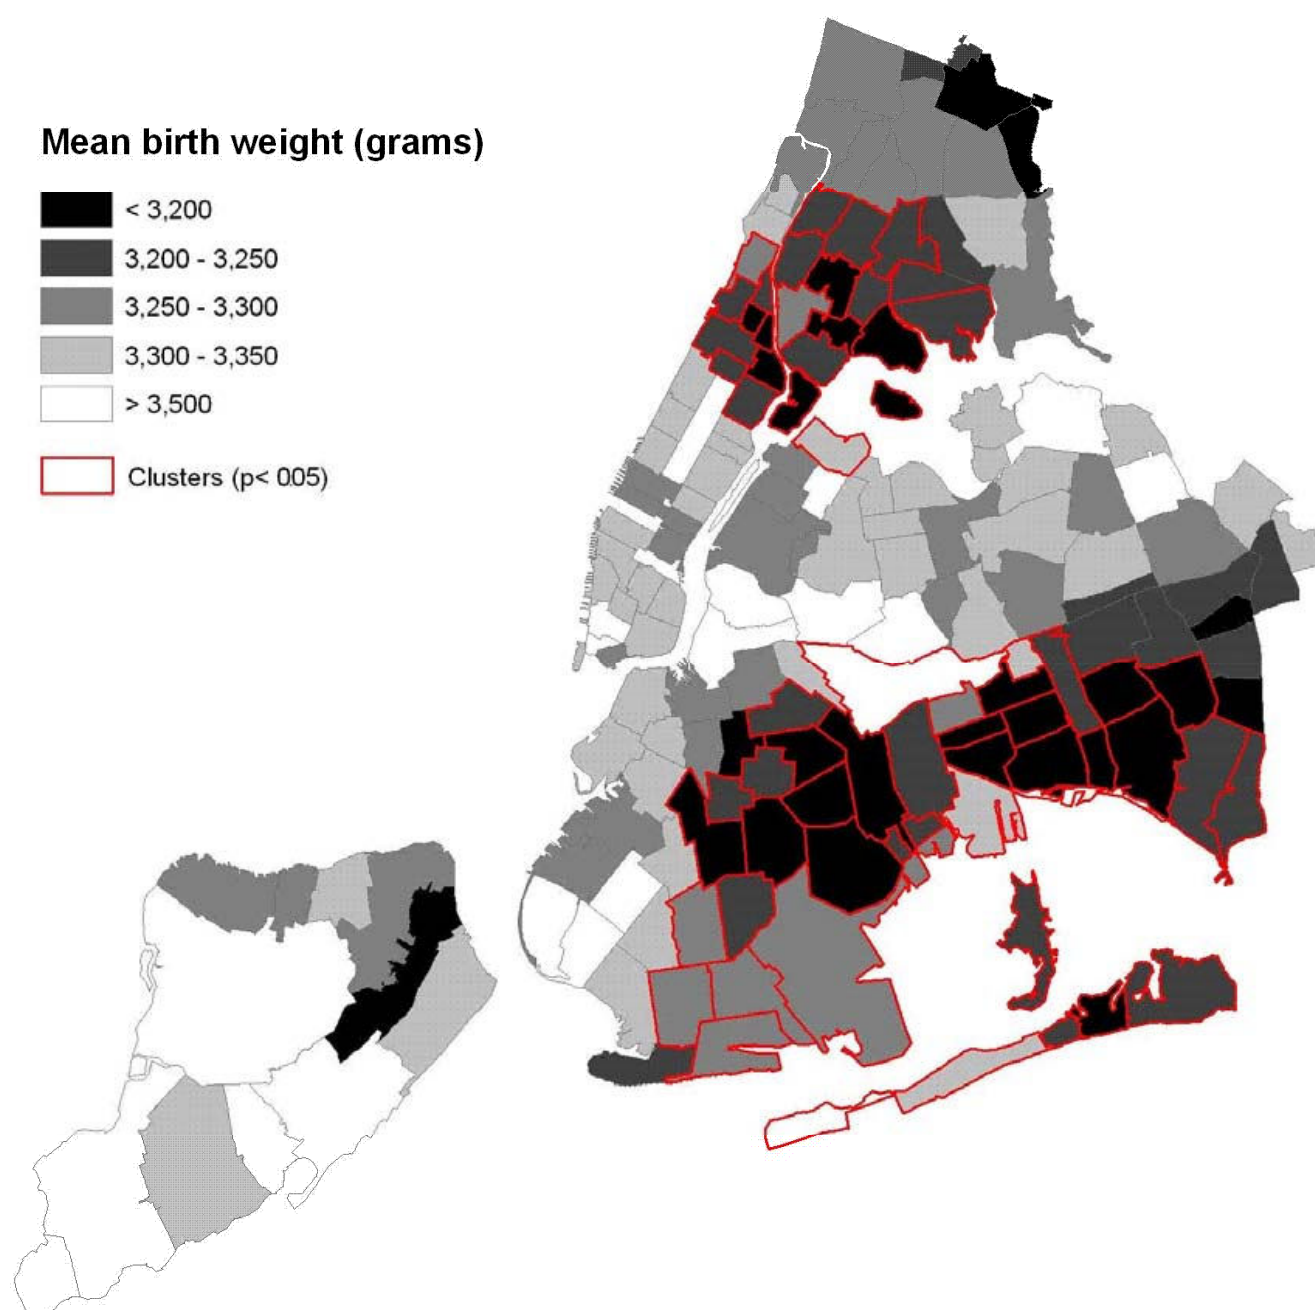 Mean birth weight (grams)
< 3,200
3,200 - 3,250
3,250 - 3,300
3,300 - 3,350
> 3,500
Clusters (p< 005)